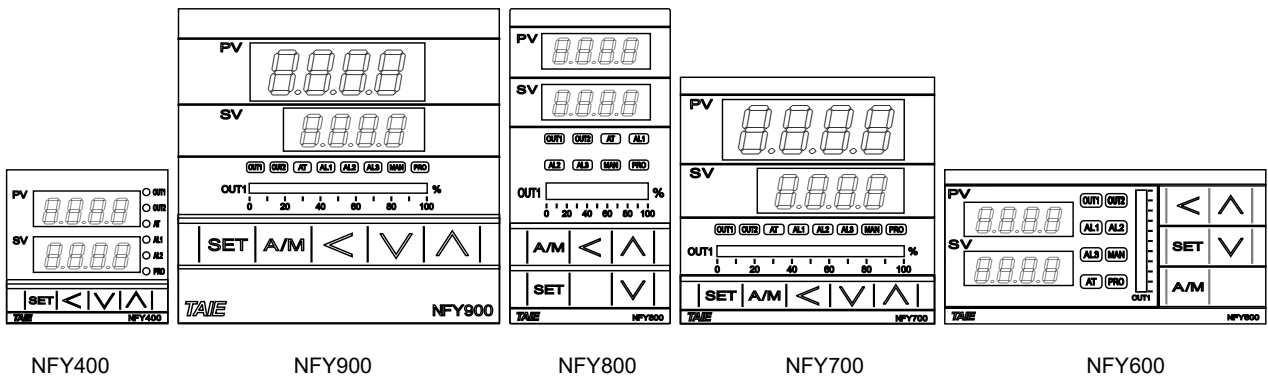 PV
OUT1
OUT2
AT
SV
AL1
AL2
PRO
SET
TAIE NFY400
PV
SV
OUT1 OUT2 AT AL1 AL2 AL3 MAN PRO
OUT1 %
0 20 40 60 80 100
SET A/M
TAIE NFY900
PV
SV
OUT1 OUT2 AT AL1
AL2 AL3 MAN PRO
OUT1 %
0 20 40 60 80 100
A/M
SET
TAIE NFY800
PV
SV
OUT1 OUT2 AT AL1 AL2 AL3 MAN PRO
OUT1 %
0 20 40 60 80 100
SET A/M
TAIE NFY700
PV
OUT1 OUT2
AL1 AL2
SV
SET
AL3 MAN
AT PRO
A/M
OUT1
TAIE NFY600
NFY400 NFY900 NFY800 NFY700 NFY600